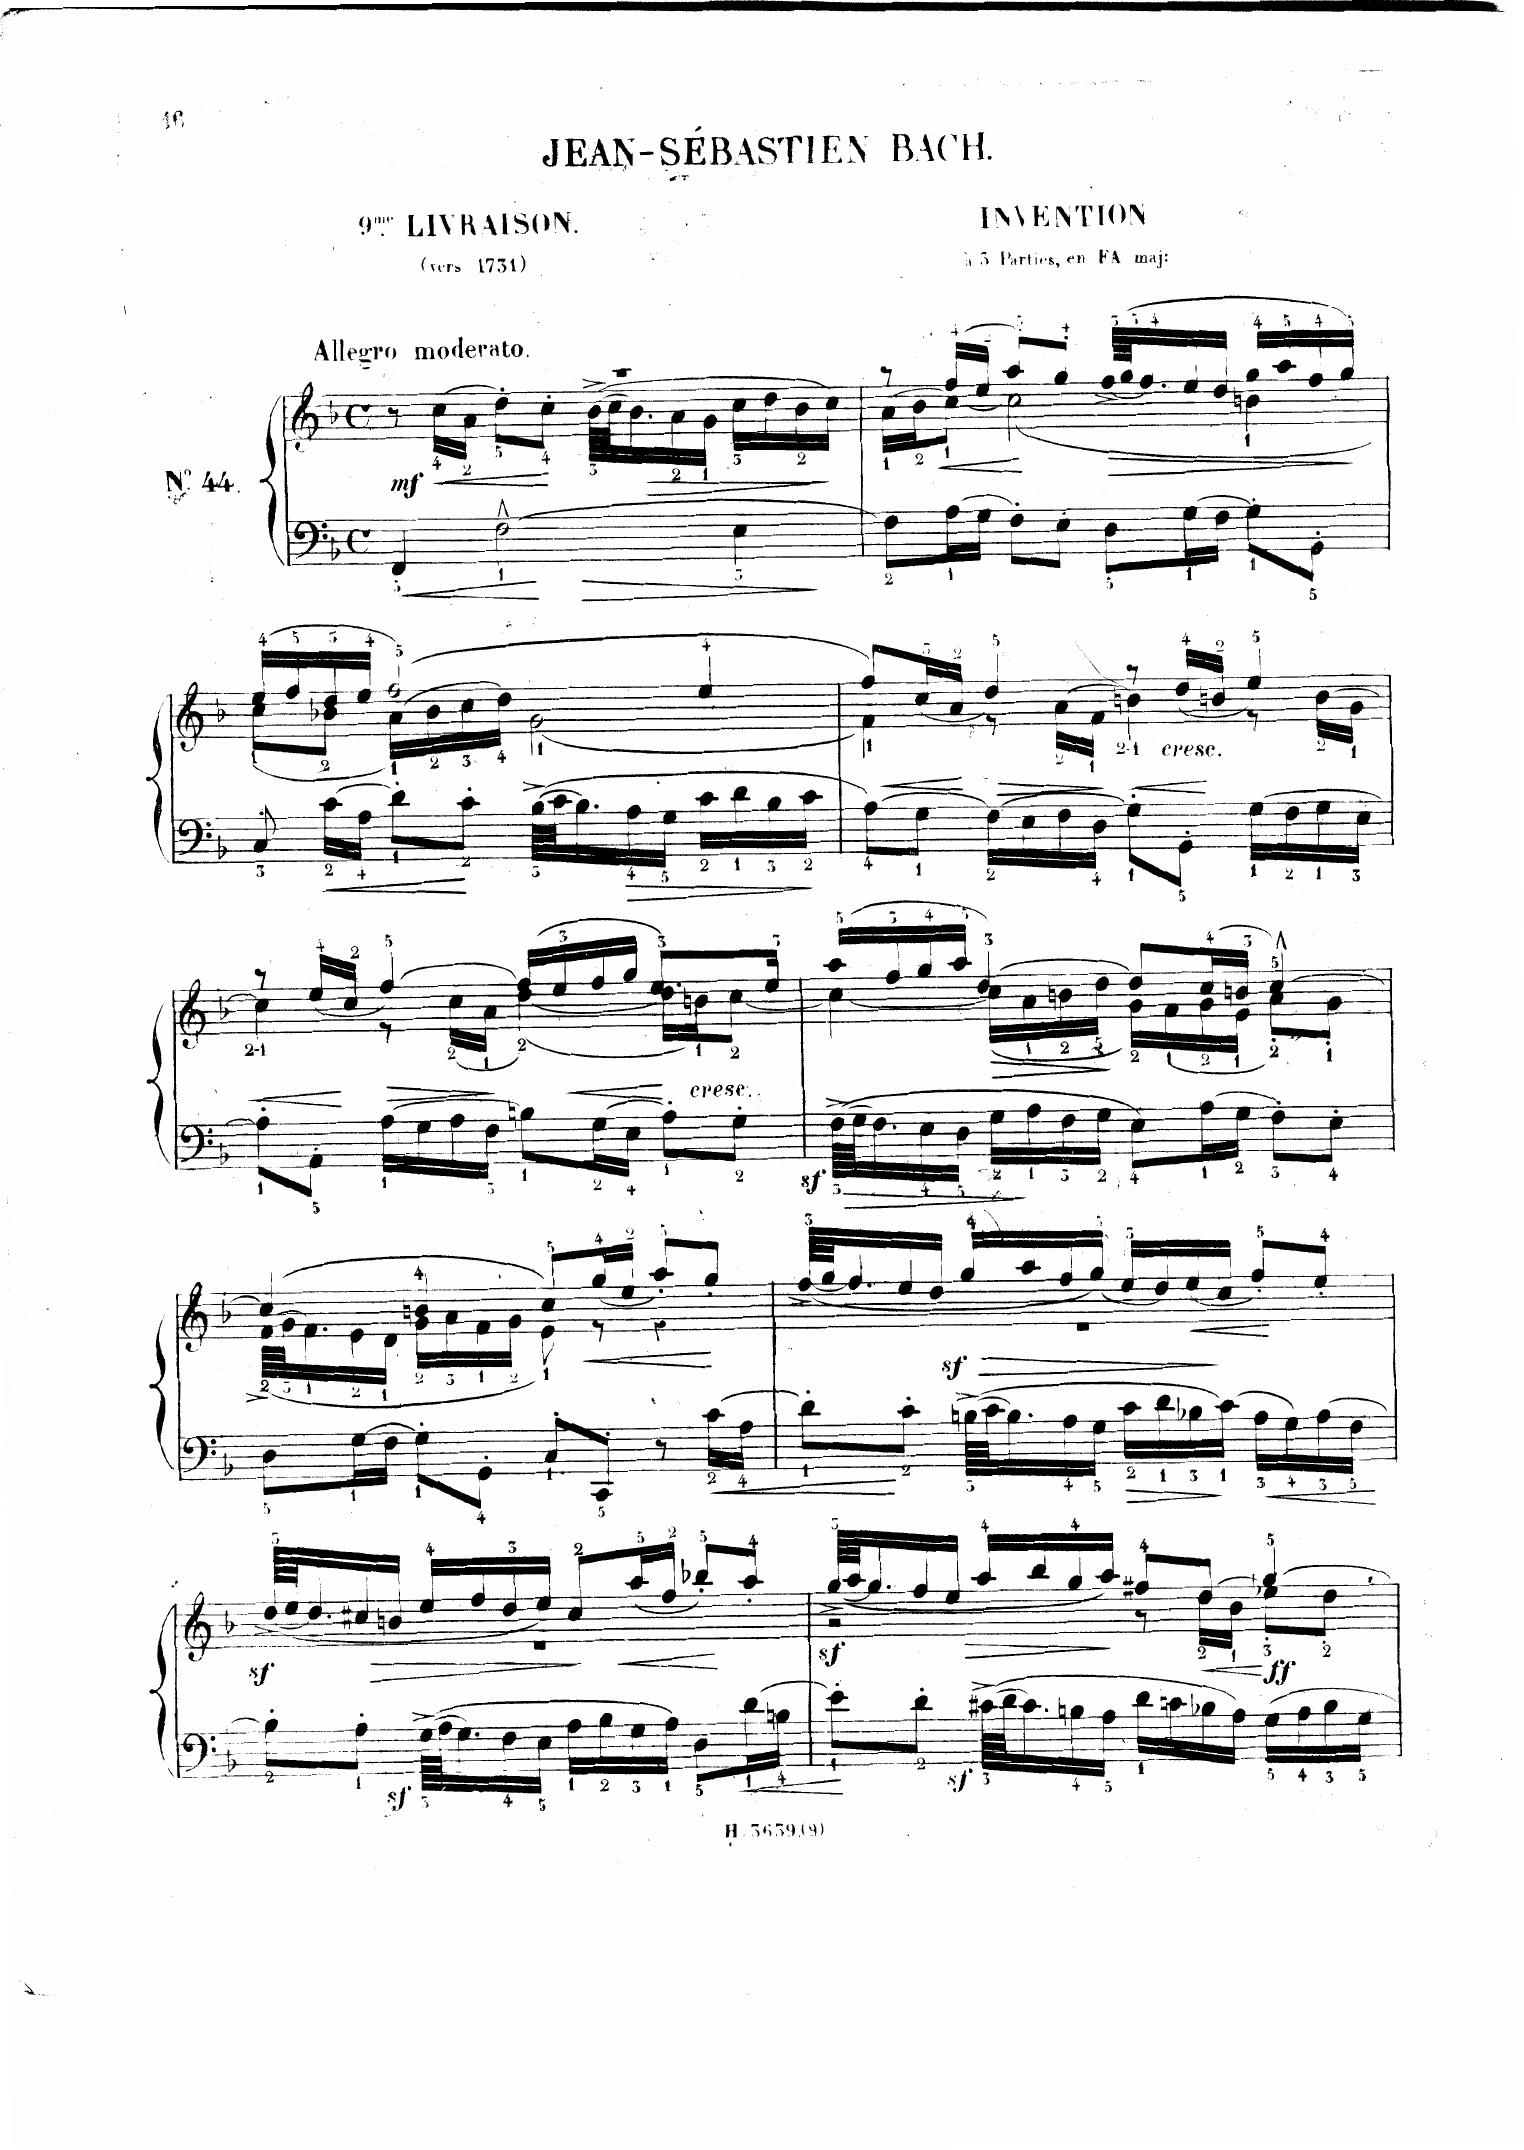 16
JEAN-SÉBASTIEN BACH.
9me LIVRAISON.
(vers 1731)
INVENTION
à 3 Parties, en FA maj:
Allegro moderato.
No. 44.
mf
cresc.
cresc.
sf
sf
sf
sf
ff
sf
sf
H. 3639.(9)